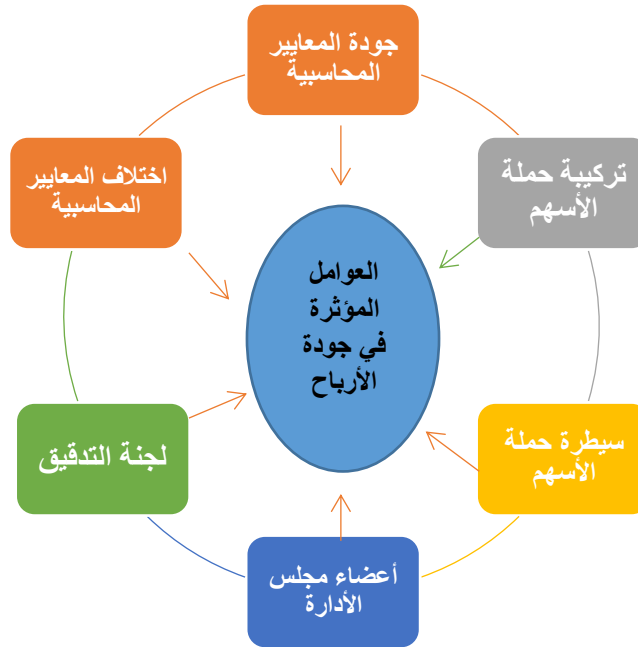 جودة المعايير
المحاسبية
تركيبة حملة
الأسهم
سيطرة حملة
الأسهم
أعضاء مجلس
الأدارة
لجنة التدقيق
اختلاف المعايير
المحاسبية
العوامل
المؤثرة
في جودة
الأرباح